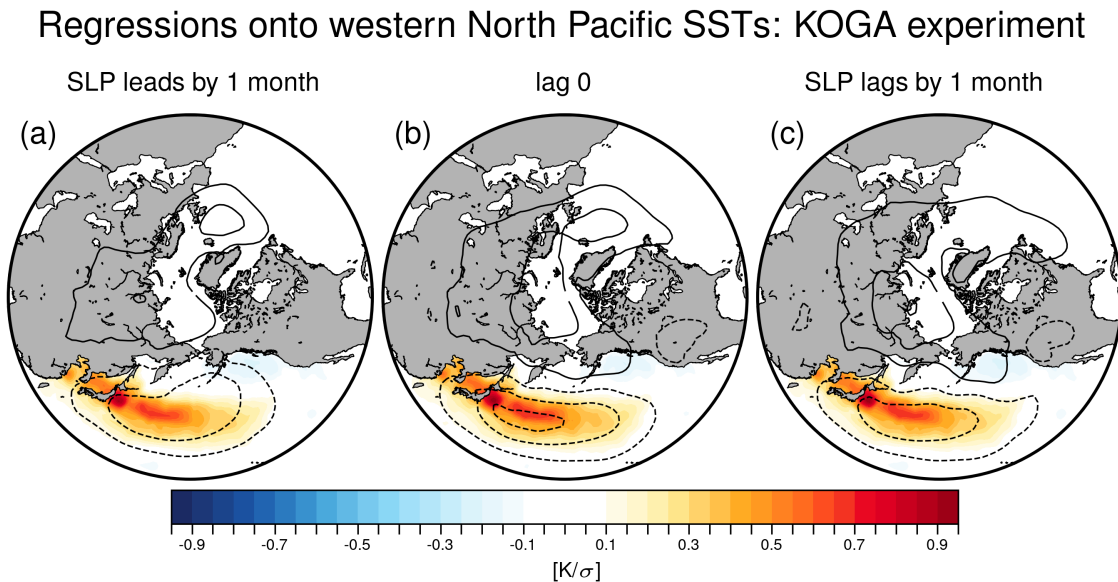 Regressions onto western North Pacific SSTs: KOGA experiment
SLP leads by 1 month
lag 0
SLP lags by 1 month
(a)
(b)
(c)
-0.9 -0.7 -0.5 -0.3 -0.1 0.1 0.3 0.5 0.7 0.9
[K/σ]